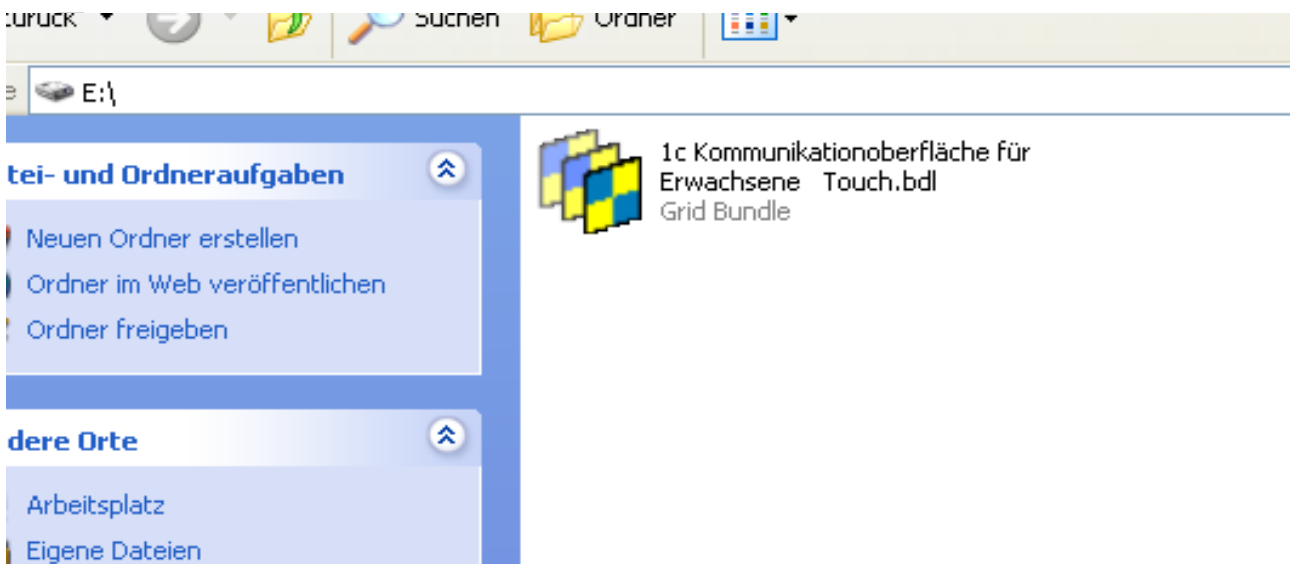 Suchen Ordner
E:\
1c Kommunikationoberfläche für
Erwachsene Touch.bdl
Grid Bundle
tei- und Ordneraufgaben
Neuen Ordner erstellen
Ordner im Web veröffentlichen
Ordner freigeben
dere Orte
Arbeitsplatz
Eigene Dateien